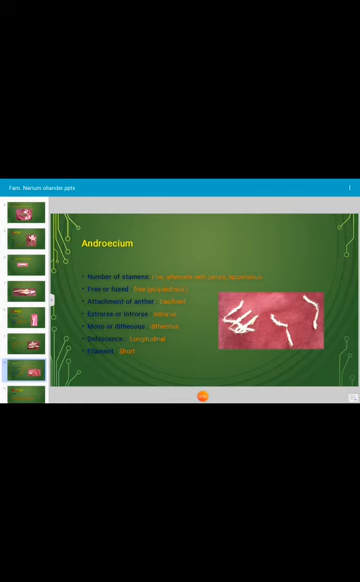 Fam. Nerium oliander.pptx
Androecium
• Number of stamens: Five, alternate with petals, epipetalous.
• Free or fused : free (polyandrous)
• Attachment of anther : Basifixed
• Extrorse or introrse : Introrse
• Mono or dithecous : dithecous
• Dehiscence : Longitudinal
• Filament : Short